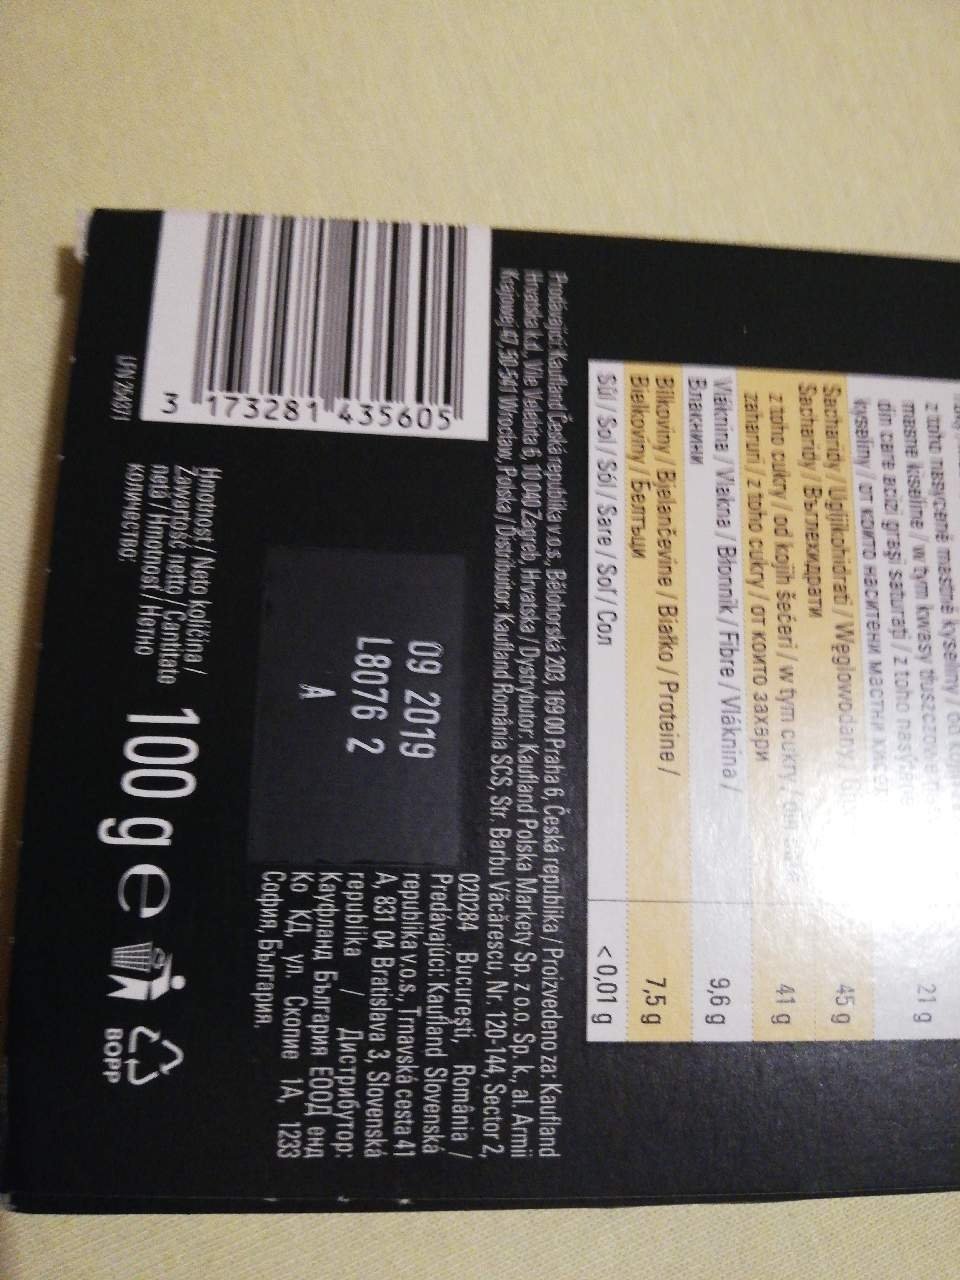 z toho nasycené mastné kyseliny /
masne kiseline / w tym kwasy tłuszczowe
din care acizi grași saturați / z toho nasýtené
kyseliny / от които наситени мастни
21 g
Sacharidy / Ugljikohidrati / Węglowodany /
Sacharidy / Въглехидрати
45 g
z toho cukry / od kojih šećeri / w tym cukry /
zaharuri / z toho cukry / от които захари
41 g
Vláknina / Vlakna / Błonnik / Fibre / Vláknina /
Влакнини
9,6 g
Bílkoviny / Bjelančevine / Białko / Proteine /
Bielkoviny / Белтъци
7,5 g
Sůl / Sol / Sól / Sare / Soľ / Сол
< 0,01 g
Prodávající: Kaufland Česká republika v.o.s., Bělohorská 203, 169 00 Praha 6, Česká republika / Proizvedeno za: Kaufland
Hrvatska k.d., Vile Velebita 6, 10 040 Zagreb, Hrvatska / Dystrybutor: Kaufland Polska Markety Sp. z o.o. Sp. k., al. Armii
Krajowej 47, 50-541 Wrocław, Polska / Distribuitor: Kaufland România SCS, Str. Barbu Văcărescu, Nr. 120-144, Sector 2,
020284 București, România /
Predávajúci: Kaufland Slovenská
republika v.o.s., Trnavská cesta 41
A, 831 04 Bratislava 3, Slovenská
republika / Дистрибутор:
Кауфланд България ЕООД енд
Ко КД, ул. Скопие 1А, 1233
София, България.
09 2019
L8076 2
A
3 173281 435605
Hmotnost / Neto količina /
Zawartość netto / Cantitate
netă / Hmotnosť / Нетно
количество:
100 g e
BOPP